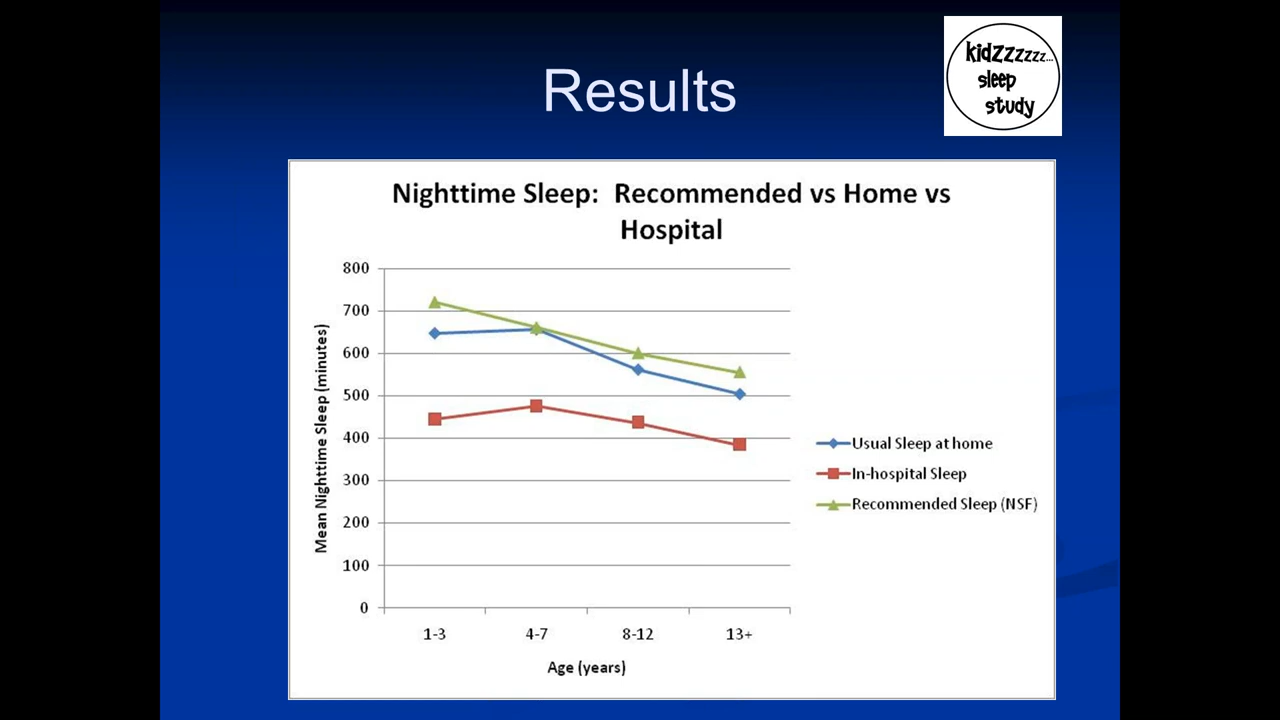 Results
kidzzzzzzz...
sleep
study
Nighttime Sleep: Recommended vs Home vs
Hospital
800
700
600
500
400
300
200
100
0
Mean Nighttime Sleep (minutes)
1-3 4-7 8-12 13+
Age (years)
Usual Sleep at home
In-hospital Sleep
Recommended Sleep (NSF)